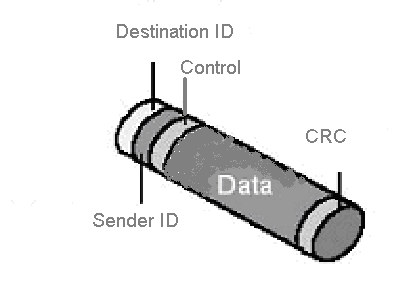 Destination ID
Control
CRC
Data
Sender ID